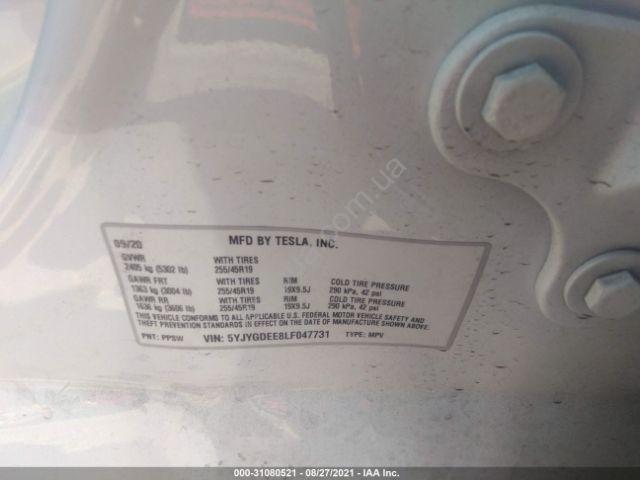 09/20 MFD BY TESLA, INC.
GVWR WITH TIRES
2405 kg (5302 lb) 255/45R19
GAWR FRT WITH TIRES RIM COLD TIRE PRESSURE
1363 kg (3004 lb) 255/45R19 19X9.5J 290 kPa, 42 psi
GAWR RR WITH TIRES RIM COLD TIRE PRESSURE
1636 kg (3606 lb) 255/45R19 19X9.5J 290 kPa, 42 psi
THIS VEHICLE CONFORMS TO ALL APPLICABLE U.S. FEDERAL MOTOR VEHICLE SAFETY AND
THEFT PREVENTION STANDARDS IN EFFECT ON THE DATE OF MANUFACTURE SHOWN ABOVE.
PNT: PPSW VIN: 5YJYGDEE8LF047731 TYPE: MPV
000-31080521 - 08/27/2021 - IAA Inc.